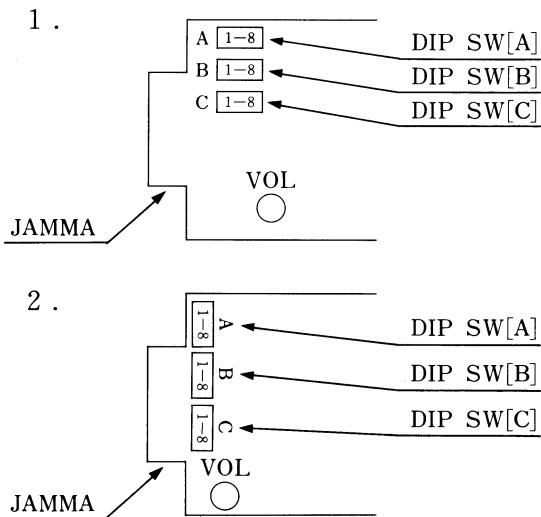 1.
A 1-8 DIP SW[A]
B 1-8 DIP SW[B]
C 1-8 DIP SW[C]
VOL
JAMMA
2.
1-8 A DIP SW[A]
1-8 B DIP SW[B]
1-8 C DIP SW[C]
VOL
JAMMA